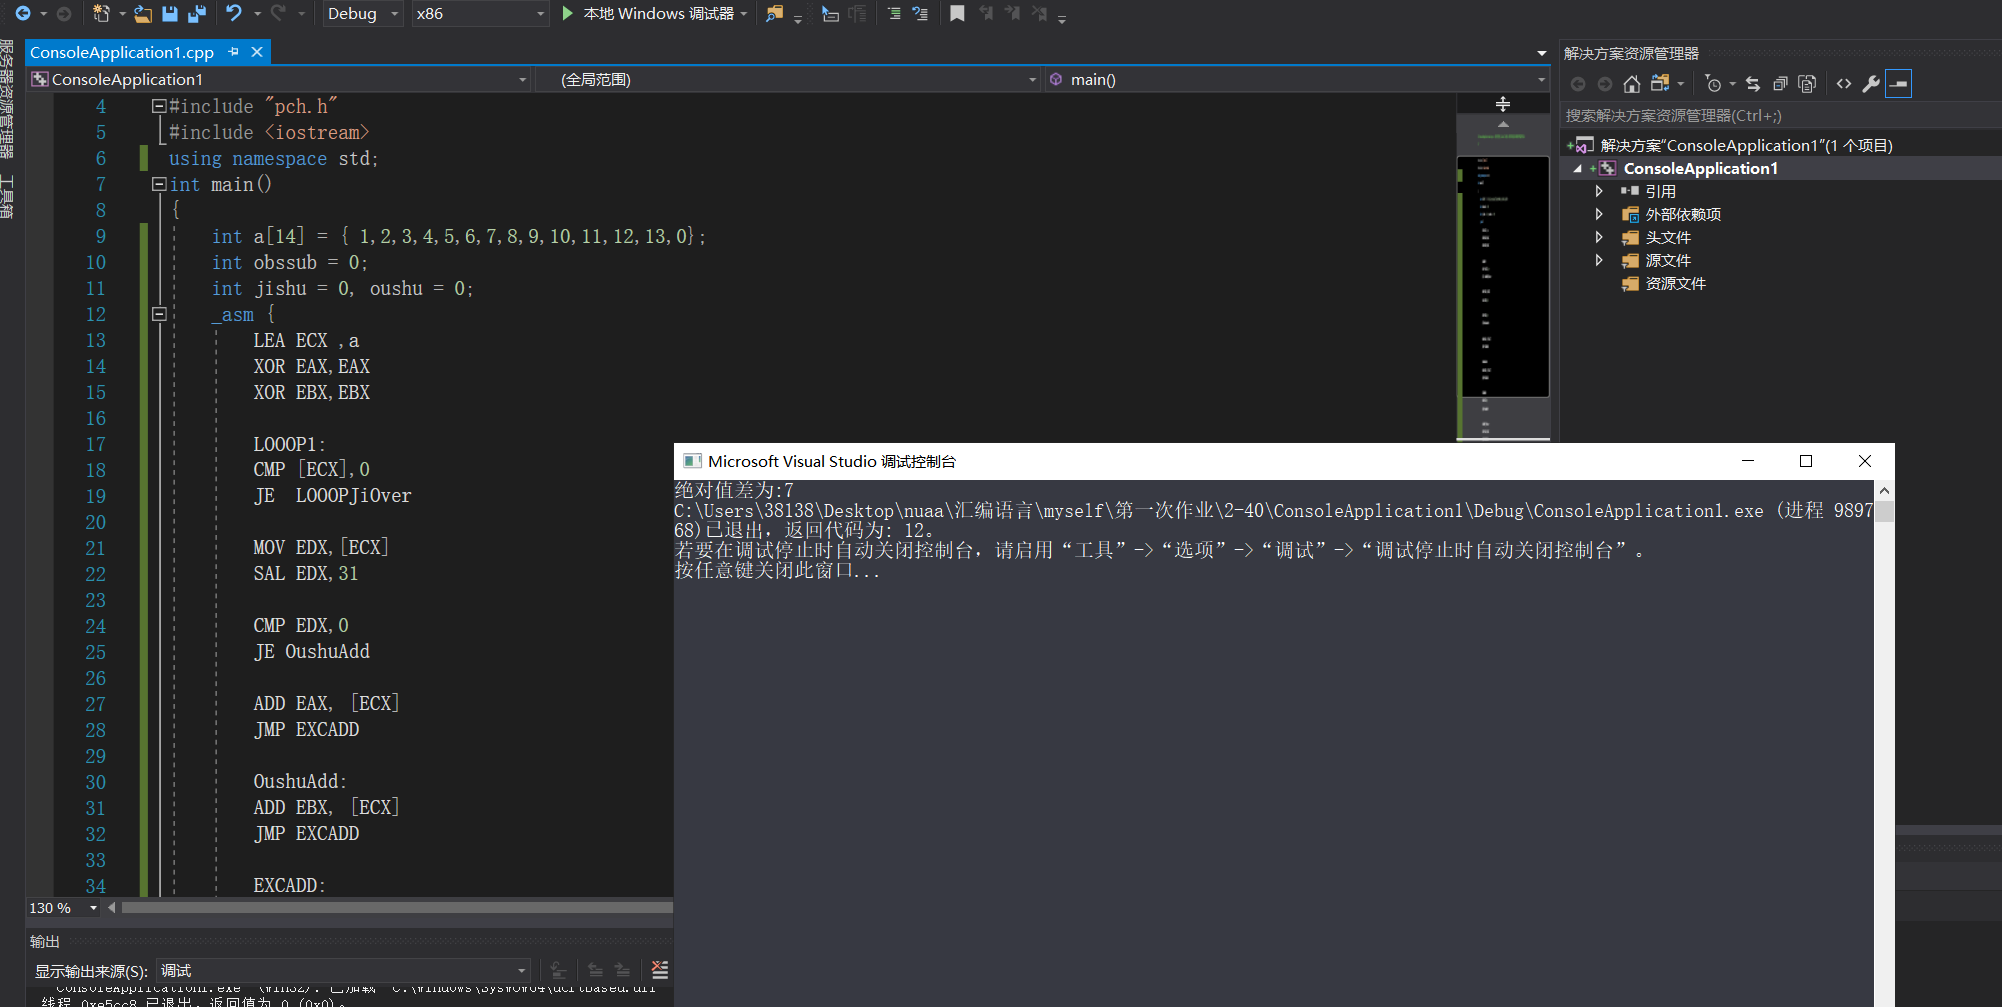 Debug
x86
本地 Windows 调试器
服务器资源管理器
工具箱
ConsoleApplication1.cpp
ConsoleApplication1
(全局范围)
main()
4 #include "pch.h"
5 #include <iostream>
6 using namespace std;
7 int main()
8 {
9 int a[14] = { 1,2,3,4,5,6,7,8,9,10,11,12,13,0};
10 int obssub = 0;
11 int jishu = 0, oushu = 0;
12 _asm {
13 LEA ECX ,a
14 XOR EAX,EAX
15 XOR EBX,EBX
16
17 LOOOP1:
18 CMP [ECX],0
19 JE LOOOPJiOver
20
21 MOV EDX,[ECX]
22 SAL EDX,31
23
24 CMP EDX,0
25 JE OushuAdd
26
27 ADD EAX, [ECX]
28 JMP EXCADD
29
30 OushuAdd:
31 ADD EBX, [ECX]
32 JMP EXCADD
33
34 EXCADD:
130 %
输出
显示输出来源(S): 调试
线程 0xe5cc8 已退出，返回值为 0 (0x0)。
Microsoft Visual Studio 调试控制台
绝对值差为:7
C:\Users\38138\Desktop\nuaa\汇编语言\myself\第一次作业\2-40\ConsoleApplication1\Debug\ConsoleApplication1.exe (进程 9897
68)已退出，返回代码为: 12。
若要在调试停止时自动关闭控制台，请启用“工具”->“选项”->“调试”->“调试停止时自动关闭控制台”。
按任意键关闭此窗口...
解决方案资源管理器
搜索解决方案资源管理器(Ctrl+;)
解决方案"ConsoleApplication1"(1 个项目)
ConsoleApplication1
引用
外部依赖项
头文件
源文件
资源文件